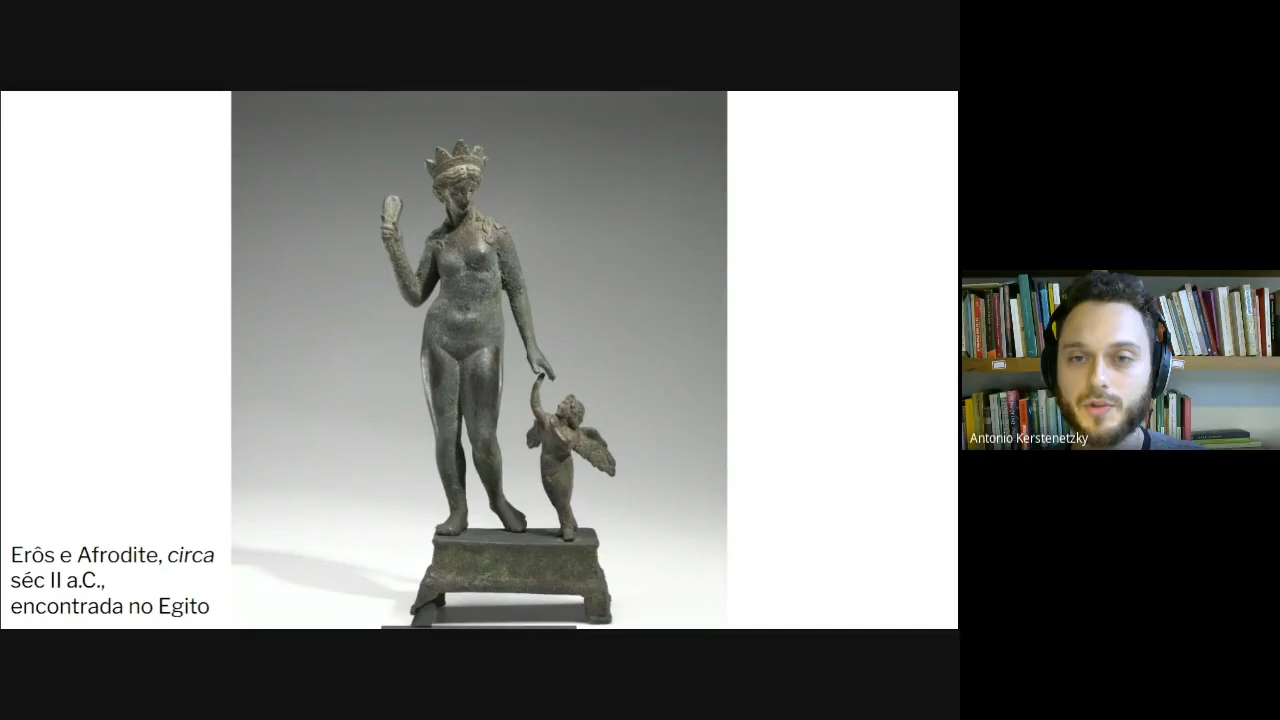 Erôs e Afrodite, circa
séc II a.C.,
encontrada no Egito
Antonio Kerstenetzky